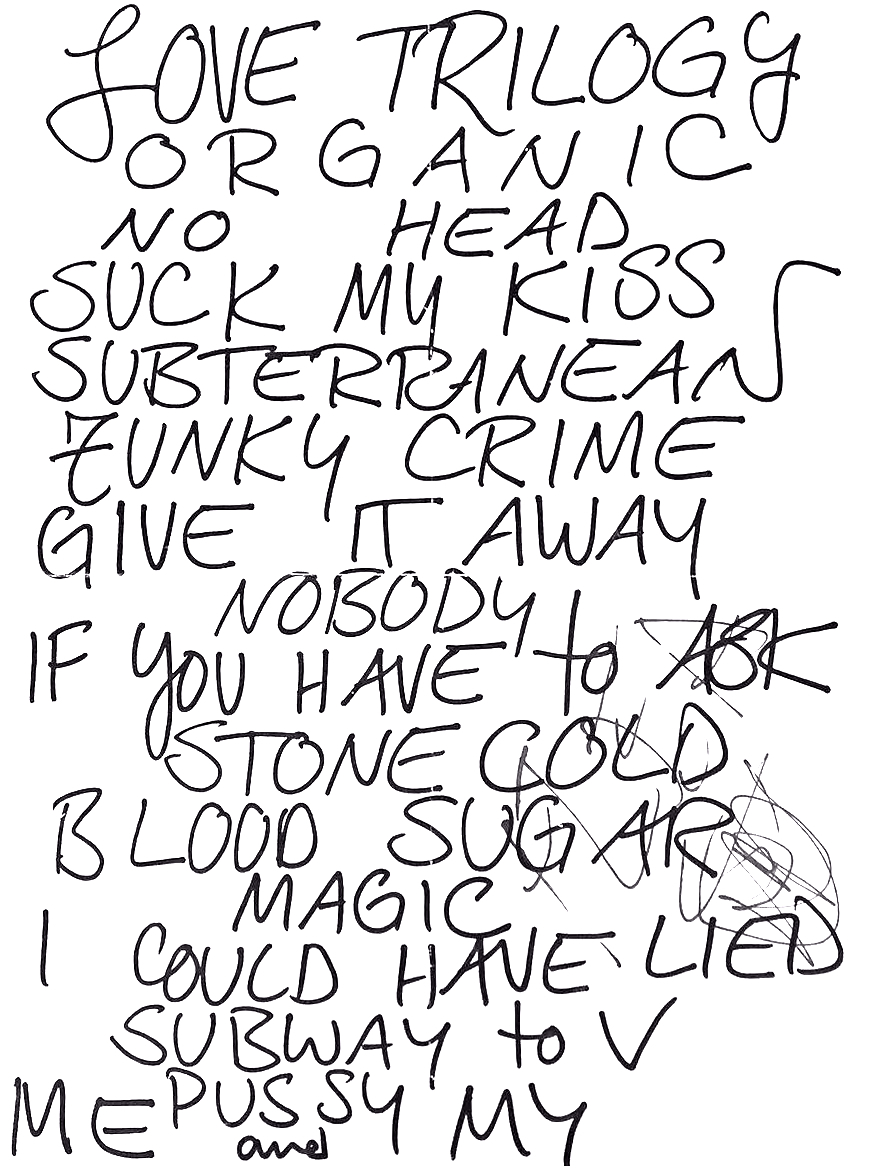 LOVE TRILOGY
ORGANIC
NO HEAD
SUCK MY KISS
SUBTERRANEAN
FUNKY CRIME
GIVE IT AWAY
NOBODY
IF YOU HAVE to ASK
STONE COLD
BLOOD SUGAR
MAGIC
I COULD HAVE LIED
SUBWAY to V
ME PUSSY MY
and